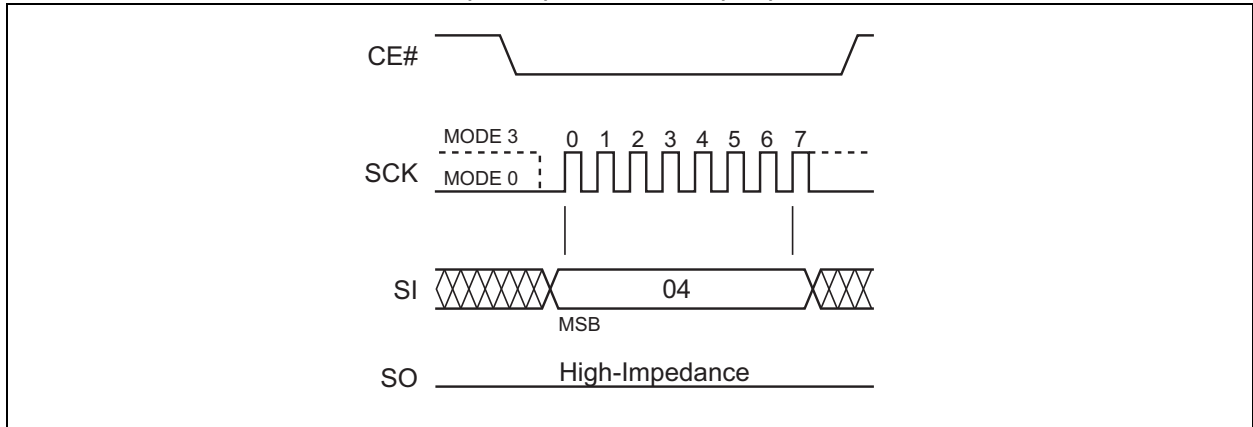 CE#
MODE 3
0 1 2 3 4 5 6 7
SCK
MODE 0
SI
04
MSB
SO
High-Impedance